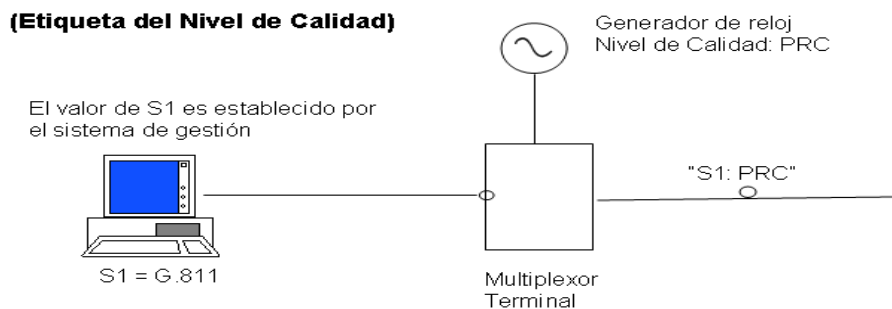 (Etiqueta del Nivel de Calidad)
Generador de reloj
Nivel de Calidad: PRC
El valor de S1 es establecido por
el sistema de gestión
"S1: PRC"
S1 = G.811
Multiplexor
Terminal